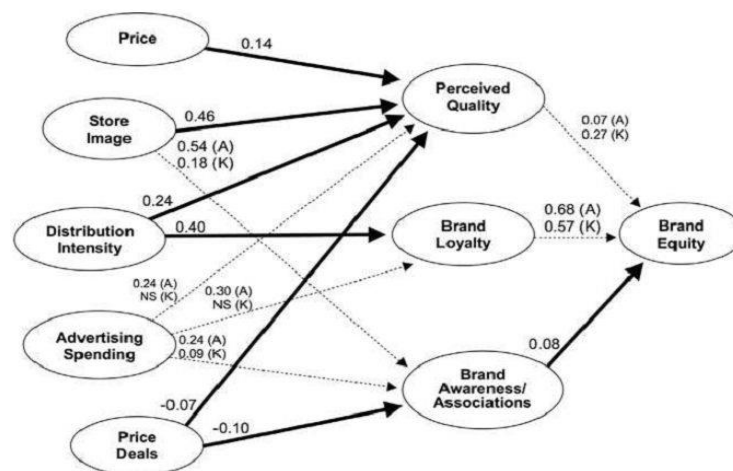 Price
0.14
Perceived
Quality
Store
Image
0.46
0.54 (A)
0.18 (K)
0.07 (A)
0.27 (K)
0.24
Distribution
Intensity
0.40
Brand
Loyalty
0.68 (A)
0.57 (K)
Brand
Equity
0.24 (A)
NS (K)
0.30 (A)
NS (K)
Advertising
Spending
0.24 (A)
0.09 (K)
0.08
Brand
Awareness/
Associations
-0.07
-0.10
Price
Deals